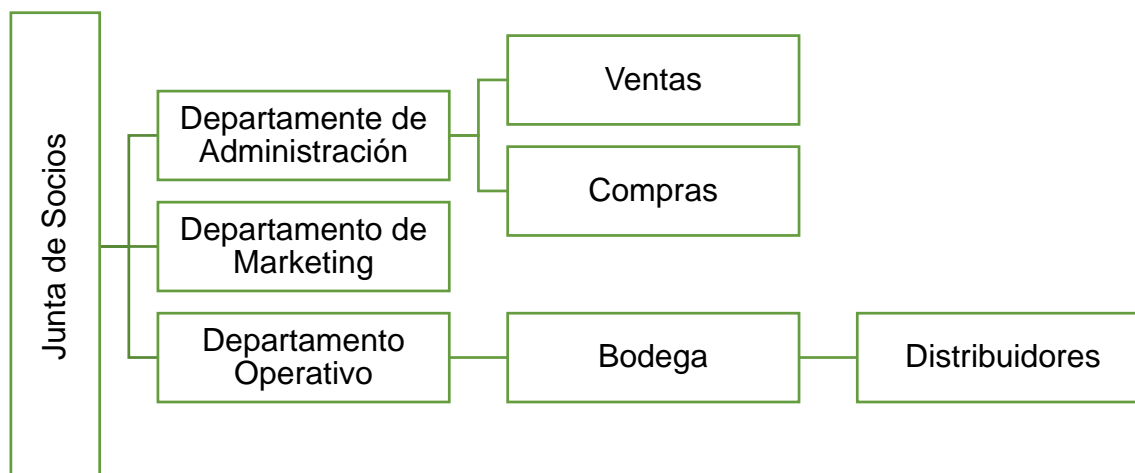 Junta de Socios
Departamente de
Administración
Ventas
Compras
Departamento de
Marketing
Departamento
Operativo
Bodega
Distribuidores